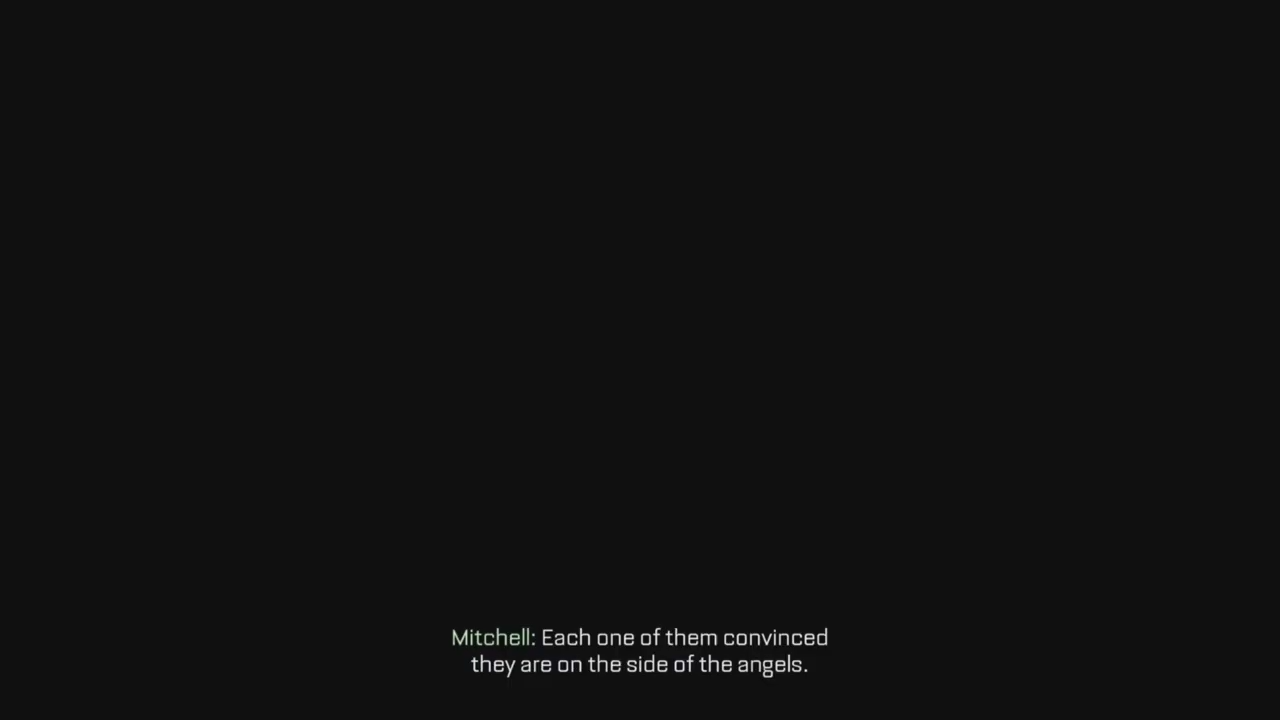 Mitchell: Each one of them convinced
they are on the side of the angels.